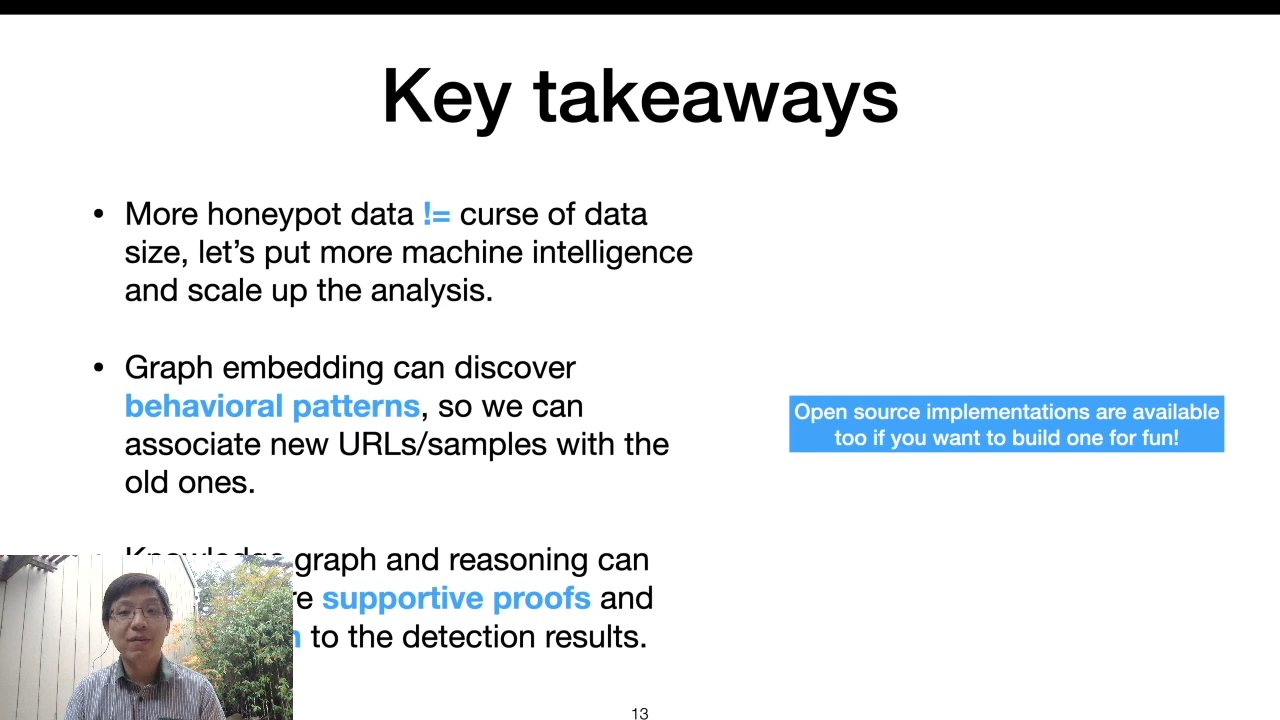 Key takeaways
• More honeypot data != curse of data
size, let’s put more machine intelligence
and scale up the analysis.
• Graph embedding can discover
behavioral patterns, so we can
associate new URLs/samples with the
old ones.
Open source implementations are available
too if you want to build one for fun!
Knowledge graph and reasoning can
supportive proofs and
to the detection results.
13